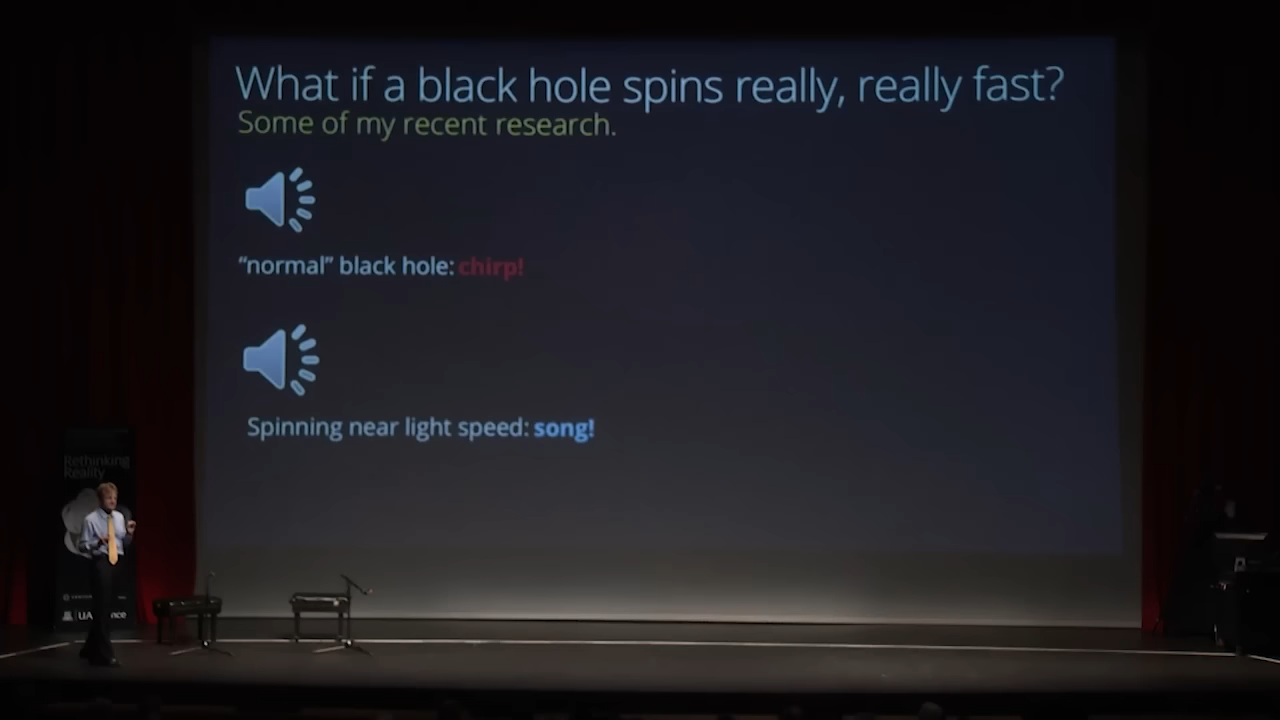 What if a black hole spins really, really fast?
Some of my recent research.
“normal” black hole: chirp!
Spinning near light speed: song!
Rethinking
Reality